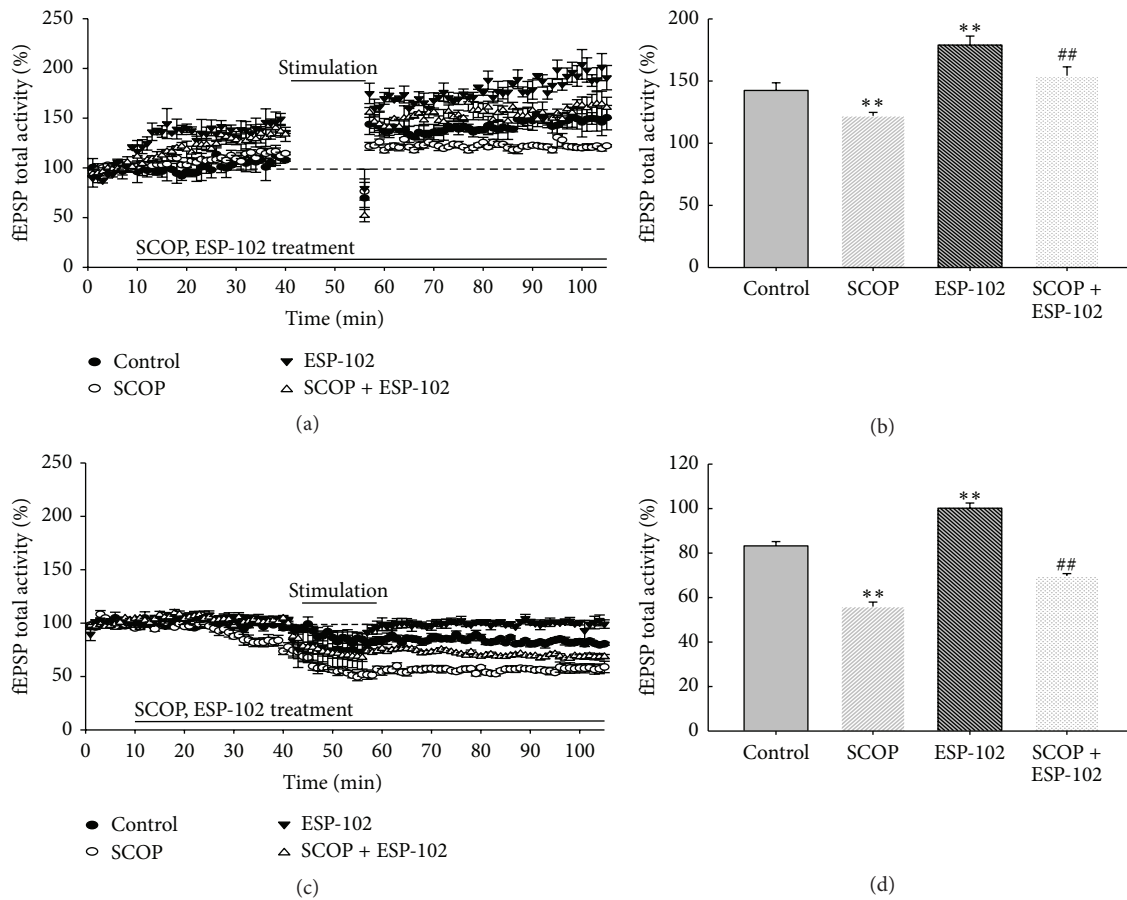 250
200
150
100
50
0
fEPSP total activity (%)
Stimulation
SCOP, ESP-102 treatment
0 10 20 30 40 50 60 70 80 90 100
Time (min)
Control
SCOP
ESP-102
SCOP + ESP-102
(a)
200
150
100
50
0
fEPSP total activity (%)
**
**
##
Control
SCOP
ESP-102
SCOP +
ESP-102
(b)
250
200
150
100
50
0
fEPSP total activity (%)
Stimulation
SCOP, ESP-102 treatment
0 10 20 30 40 50 60 70 80 90 100
Time (min)
Control
SCOP
ESP-102
SCOP + ESP-102
(c)
120
100
80
60
40
20
0
fEPSP total activity (%)
**
**
##
Control
SCOP
ESP-102
SCOP +
ESP-102
(d)